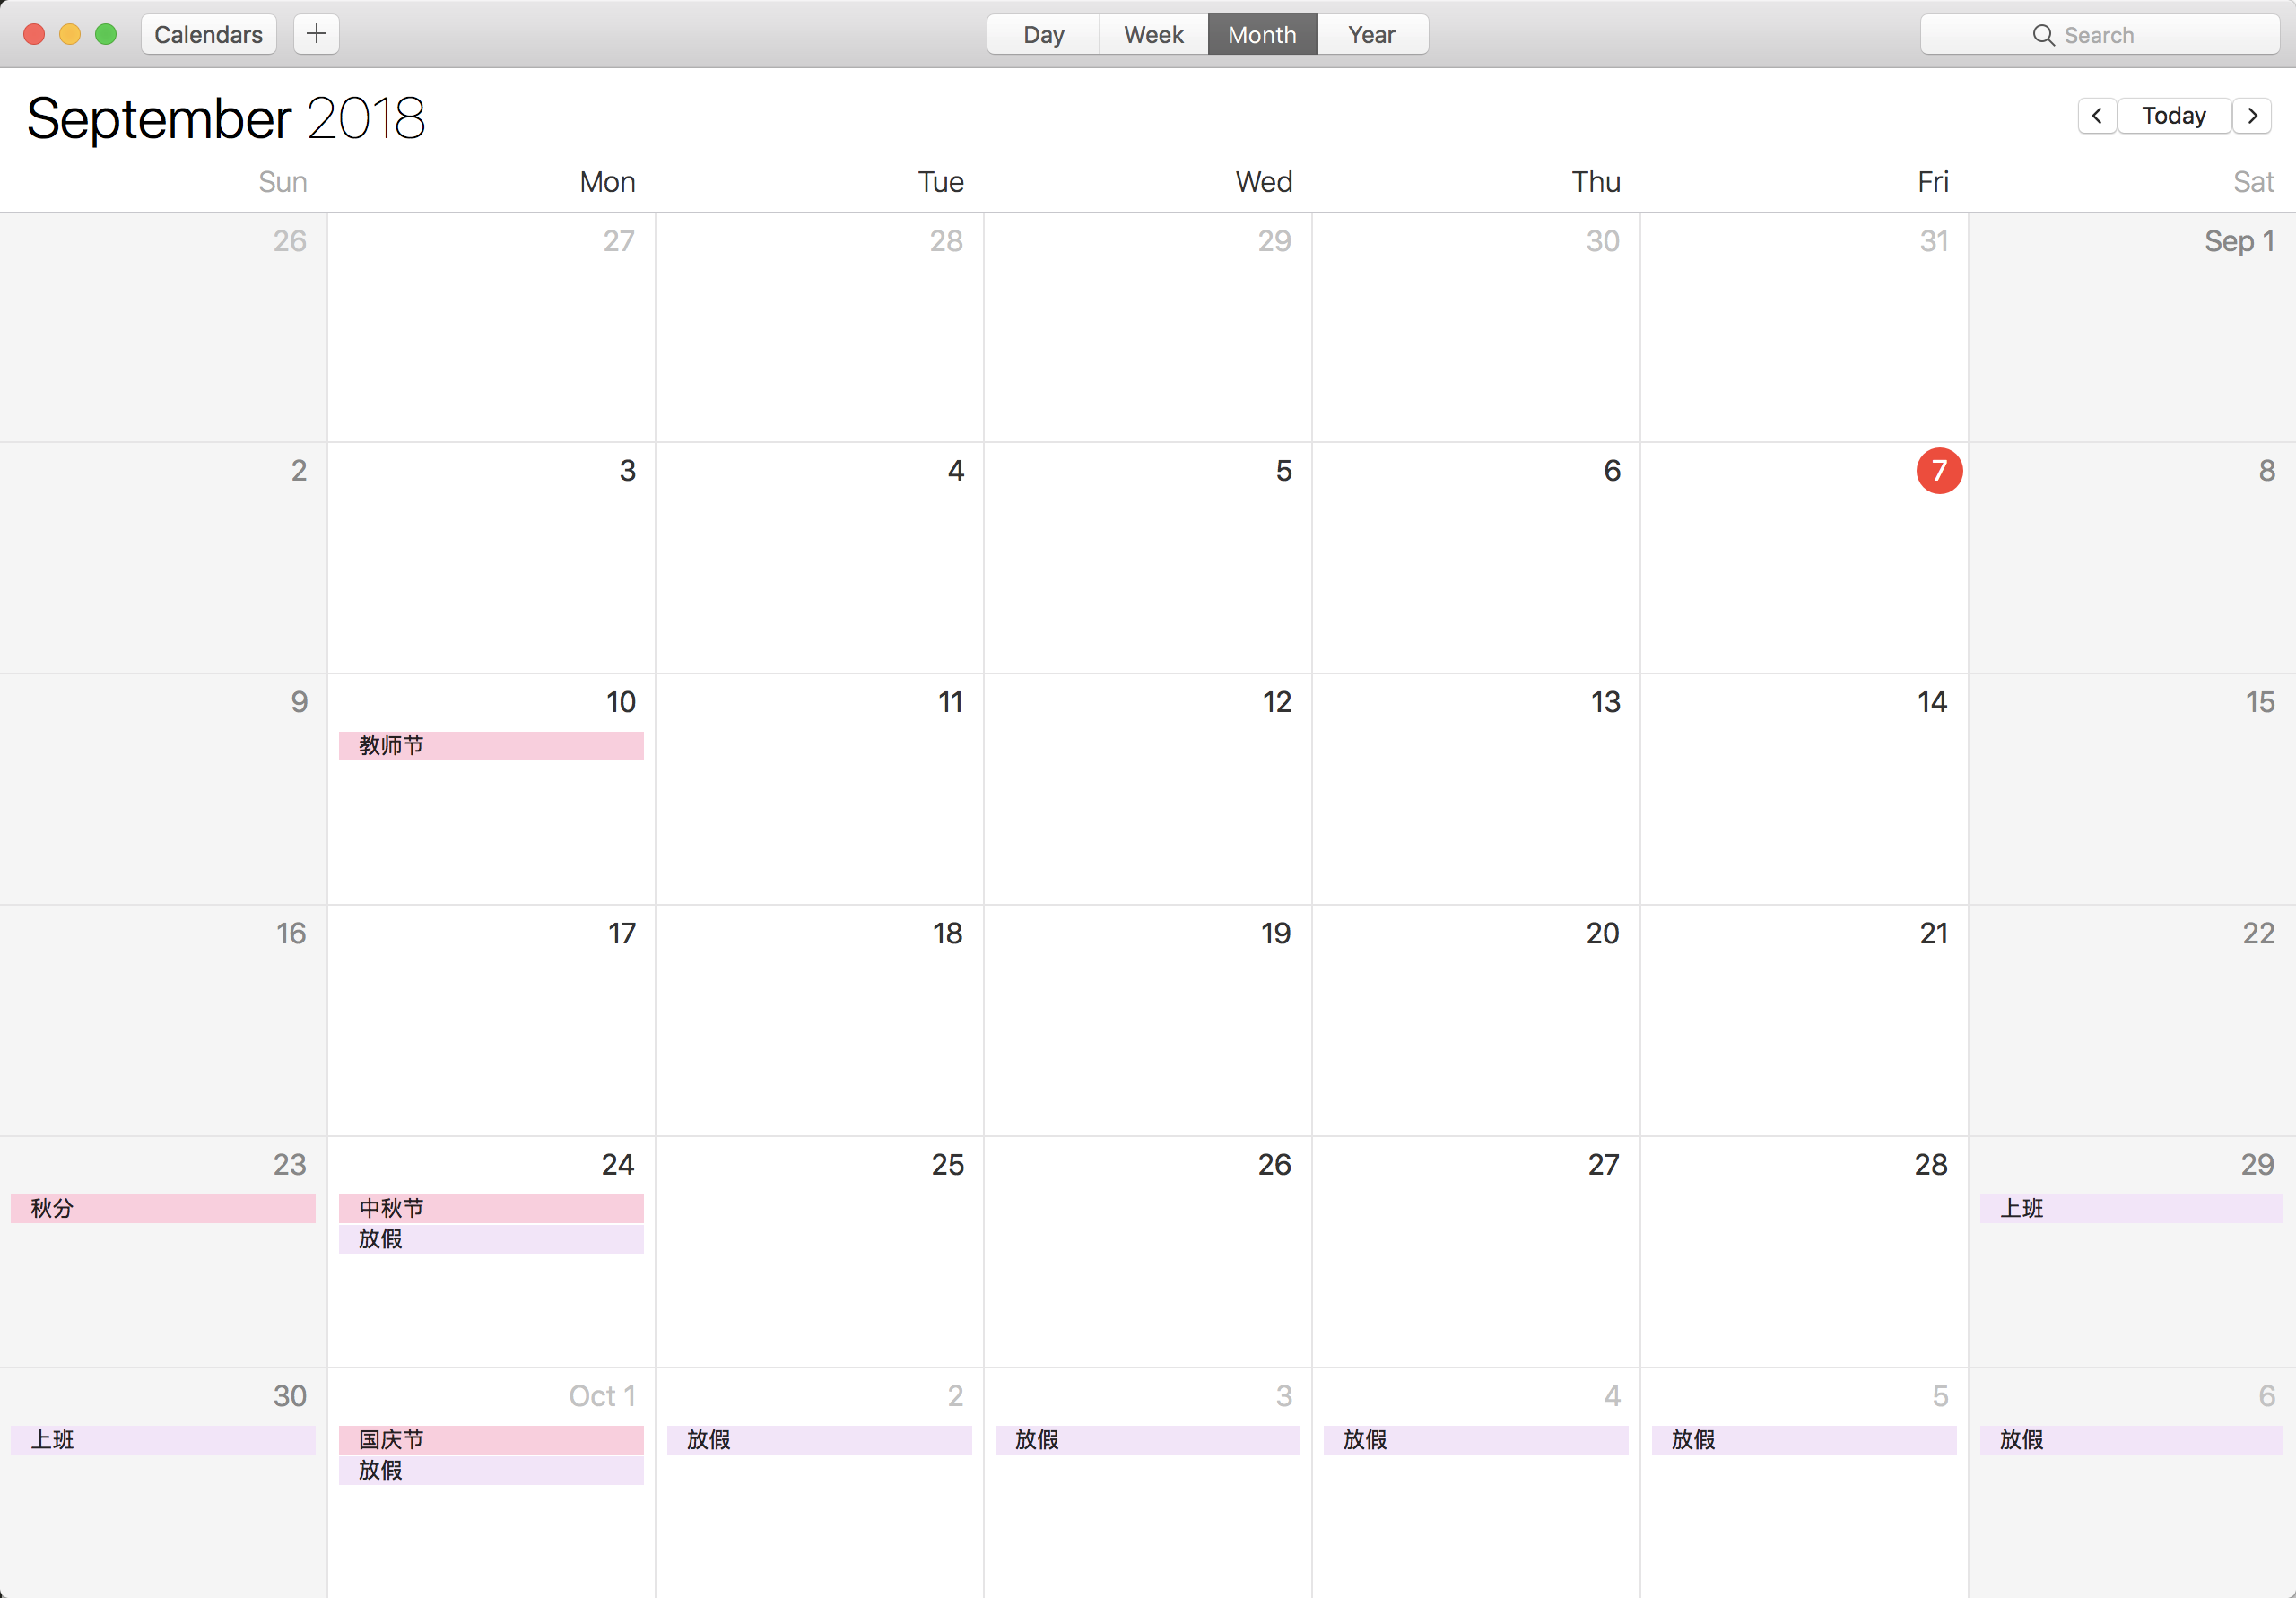 Calendars
Day Week Month Year
Search
September 2018
Today
Sun Mon Tue Wed Thu Fri Sat
26 27 28 29 30 31 Sep 1
2 3 4 5 6 7 8
9 10 11 12 13 14 15
教师节
16 17 18 19 20 21 22
23 24 25 26 27 28 29
秋分 中秋节 上班
放假
30 Oct 1 2 3 4 5 6
上班 国庆节 放假 放假 放假 放假 放假
放假